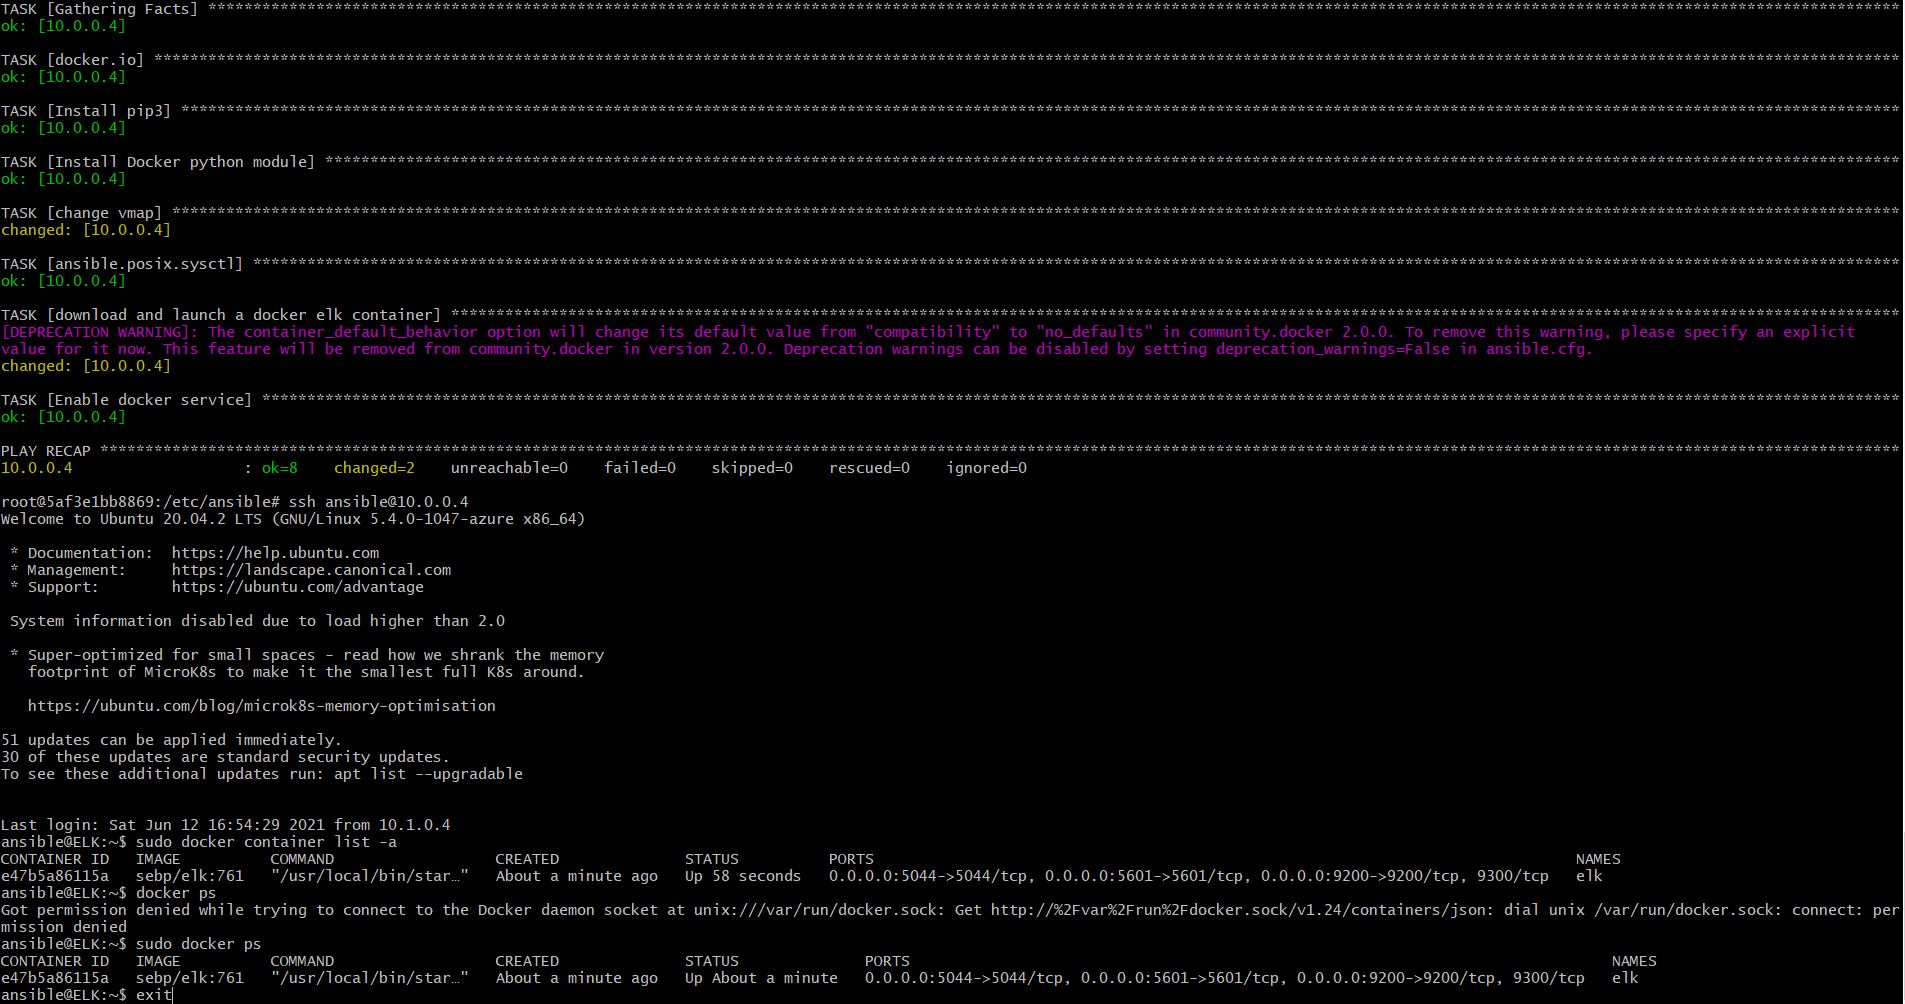 TASK [Gathering Facts] ********************************************************************************************************************************************************************************************
ok: [10.0.0.4]
TASK [docker.io] **************************************************************************************************************************************************************************************************
ok: [10.0.0.4]
TASK [Install pip3] ***********************************************************************************************************************************************************************************************
ok: [10.0.0.4]
TASK [Install Docker python module] *******************************************************************************************************************************************************************************
ok: [10.0.0.4]
TASK [change vmap] ************************************************************************************************************************************************************************************************
changed: [10.0.0.4]
TASK [ansible.posix.sysctl] ***************************************************************************************************************************************************************************************
ok: [10.0.0.4]
TASK [download and launch a docker elk container] *****************************************************************************************************************************************************************
[DEPRECATION WARNING]: The container_default_behavior option will change its default value from "compatibility" to "no_defaults" in community.docker 2.0.0. To remove this warning, please specify an explicit
value for it now. This feature will be removed from community.docker in version 2.0.0. Deprecation warnings can be disabled by setting deprecation_warnings=False in ansible.cfg.
changed: [10.0.0.4]
TASK [Enable docker service] **************************************************************************************************************************************************************************************
ok: [10.0.0.4]
PLAY RECAP ********************************************************************************************************************************************************************************************************
10.0.0.4                   : ok=8    changed=2    unreachable=0    failed=0    skipped=0    rescued=0    ignored=0
root@5af3e1bb8869:/etc/ansible# ssh ansible@10.0.0.4
Welcome to Ubuntu 20.04.2 LTS (GNU/Linux 5.4.0-1047-azure x86_64)
* Documentation:  https://help.ubuntu.com
* Management:     https://landscape.canonical.com
* Support:        https://ubuntu.com/advantage
System information disabled due to load higher than 2.0
* Super-optimized for small spaces - read how we shrank the memory
footprint of MicroK8s to make it the smallest full K8s around.
https://ubuntu.com/blog/microk8s-memory-optimisation
51 updates can be applied immediately.
30 of these updates are standard security updates.
To see these additional updates run: apt list --upgradable
Last login: Sat Jun 12 16:54:29 2021 from 10.1.0.4
ansible@ELK:~$ sudo docker container list -a
CONTAINER ID   IMAGE          COMMAND                  CREATED              STATUS          PORTS                                                                              NAMES
e47b5a86115a   sebp/elk:761   "/usr/local/bin/star…"   About a minute ago   Up 58 seconds   0.0.0.0:5044->5044/tcp, 0.0.0.0:5601->5601/tcp, 0.0.0.0:9200->9200/tcp, 9300/tcp   elk
ansible@ELK:~$ docker ps
Got permission denied while trying to connect to the Docker daemon socket at unix:///var/run/docker.sock: Get http://%2Fvar%2Frun%2Fdocker.sock/v1.24/containers/json: dial unix /var/run/docker.sock: connect: per
mission denied
ansible@ELK:~$ sudo docker ps
CONTAINER ID   IMAGE          COMMAND                  CREATED              STATUS              PORTS                                                                              NAMES
e47b5a86115a   sebp/elk:761   "/usr/local/bin/star…"   About a minute ago   Up About a minute   0.0.0.0:5044->5044/tcp, 0.0.0.0:5601->5601/tcp, 0.0.0.0:9200->9200/tcp, 9300/tcp   elk
ansible@ELK:~$ exit